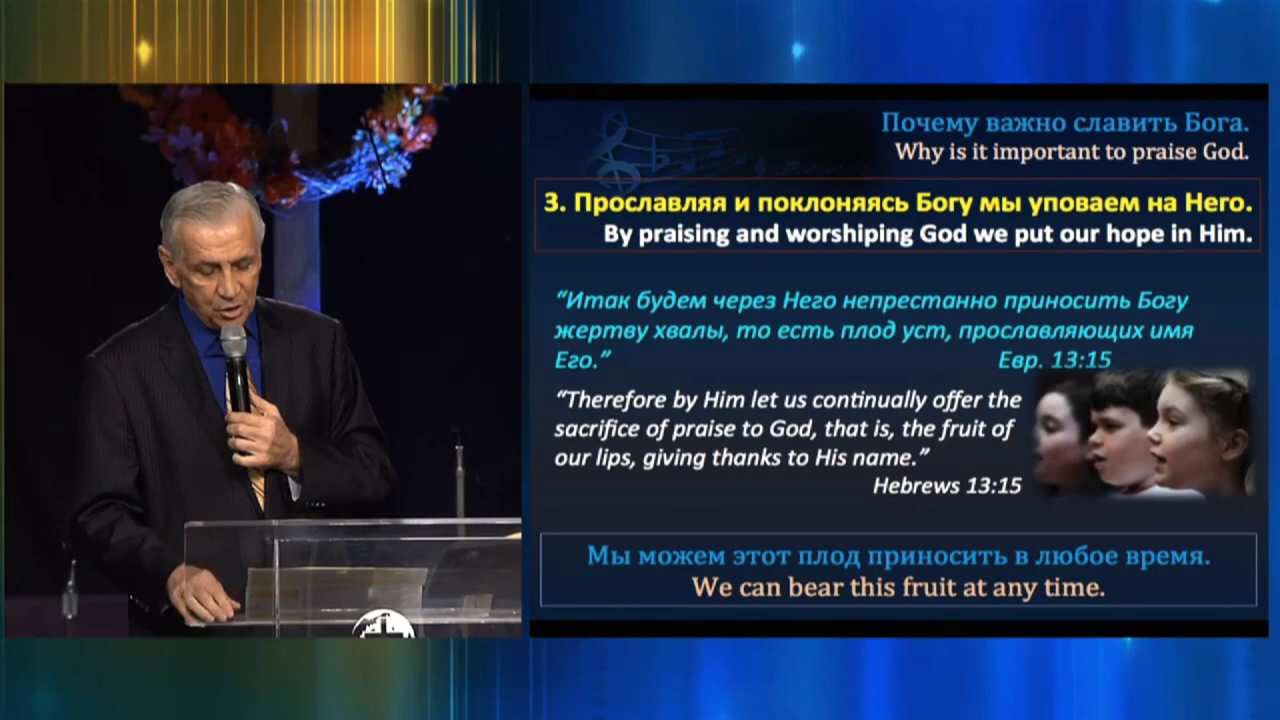 Почему важно славить Бога.
Why is it important to praise God.
3. Прославляя и поклоняясь Богу мы уповаем на Него.
By praising and worshiping God we put our hope in Him.
“Итак будем через Него непрестанно приносить Богу
жертву хвалы, то есть плод уст, прославляющих имя
Его.” Евр. 13:15
“Therefore by Him let us continually offer the
sacrifice of praise to God, that is, the fruit of
our lips, giving thanks to His name.”
Hebrews 13:15
Мы можем этот плод приносить в любое время.
We can bear this fruit at any time.